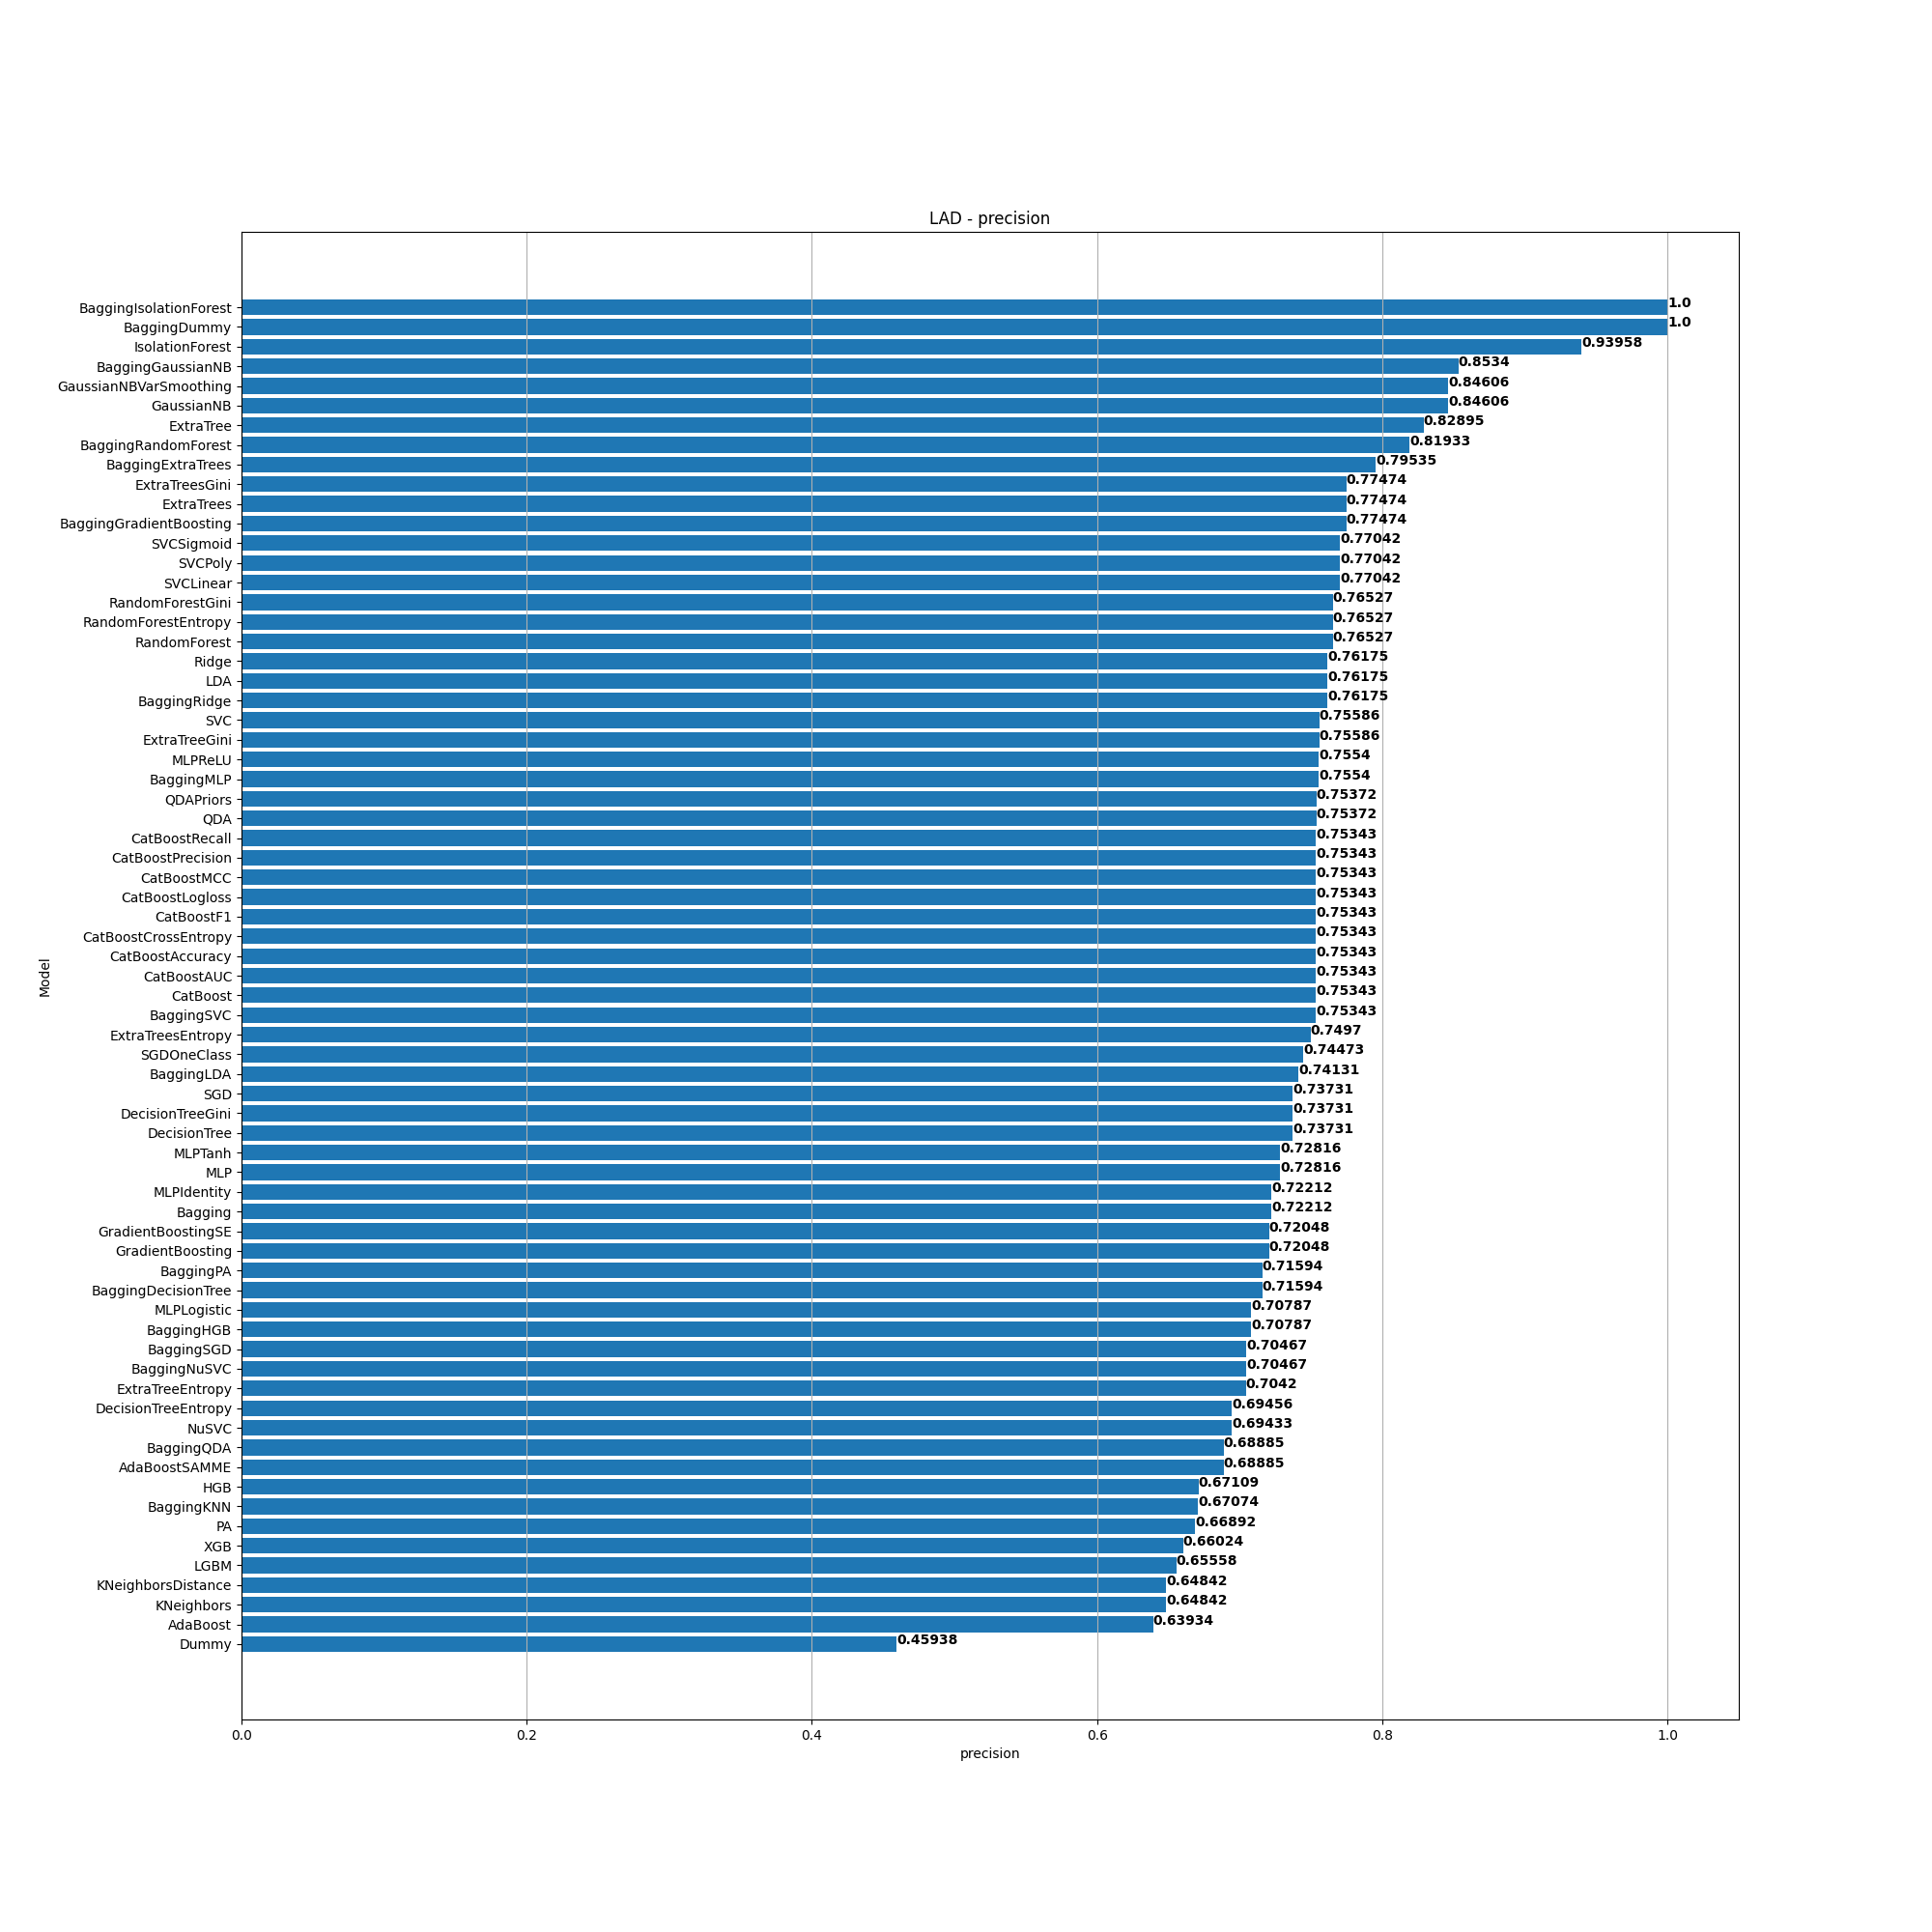 LAD - precision
BaggingIsolationForest 1.0
BaggingDummy 1.0
IsolationForest 0.93958
BaggingGaussianNB 0.8534
GaussianNBVarSmoothing 0.84606
GaussianNB 0.84606
ExtraTree 0.82895
BaggingRandomForest 0.81933
BaggingExtraTrees 0.79535
ExtraTreesGini 0.77474
ExtraTrees 0.77474
BaggingGradientBoosting 0.77474
SVCSigmoid 0.77042
SVCPoly 0.77042
SVCLinear 0.77042
RandomForestGini 0.76527
RandomForestEntropy 0.76527
RandomForest 0.76527
Ridge 0.76175
LDA 0.76175
BaggingRidge 0.76175
SVC 0.75586
ExtraTreeGini 0.75586
MLPReLU 0.7554
BaggingMLP 0.7554
QDAPriors 0.75372
QDA 0.75372
CatBoostRecall 0.75343
CatBoostPrecision 0.75343
CatBoostMCC 0.75343
CatBoostLogloss 0.75343
CatBoostF1 0.75343
CatBoostCrossEntropy 0.75343
CatBoostAccuracy 0.75343
CatBoostAUC 0.75343
CatBoost 0.75343
BaggingSVC 0.75343
ExtraTreesEntropy 0.7497
SGDOneClass 0.74473
BaggingLDA 0.74131
SGD 0.73731
DecisionTreeGini 0.73731
DecisionTree 0.73731
MLPTanh 0.72816
MLP 0.72816
MLPIdentity 0.72212
Bagging 0.72212
GradientBoostingSE 0.72048
GradientBoosting 0.72048
BaggingPA 0.71594
BaggingDecisionTree 0.71594
MLPLogistic 0.70787
BaggingHGB 0.70787
BaggingSGD 0.70467
BaggingNuSVC 0.70467
ExtraTreeEntropy 0.7042
DecisionTreeEntropy 0.69456
NuSVC 0.69433
BaggingQDA 0.68885
AdaBoostSAMME 0.68885
HGB 0.67109
BaggingKNN 0.67074
PA 0.66892
XGB 0.66024
LGBM 0.65558
KNeighborsDistance 0.64842
KNeighbors 0.64842
AdaBoost 0.63934
Dummy 0.45938
Model
0.0 0.2 0.4 0.6 0.8 1.0
precision